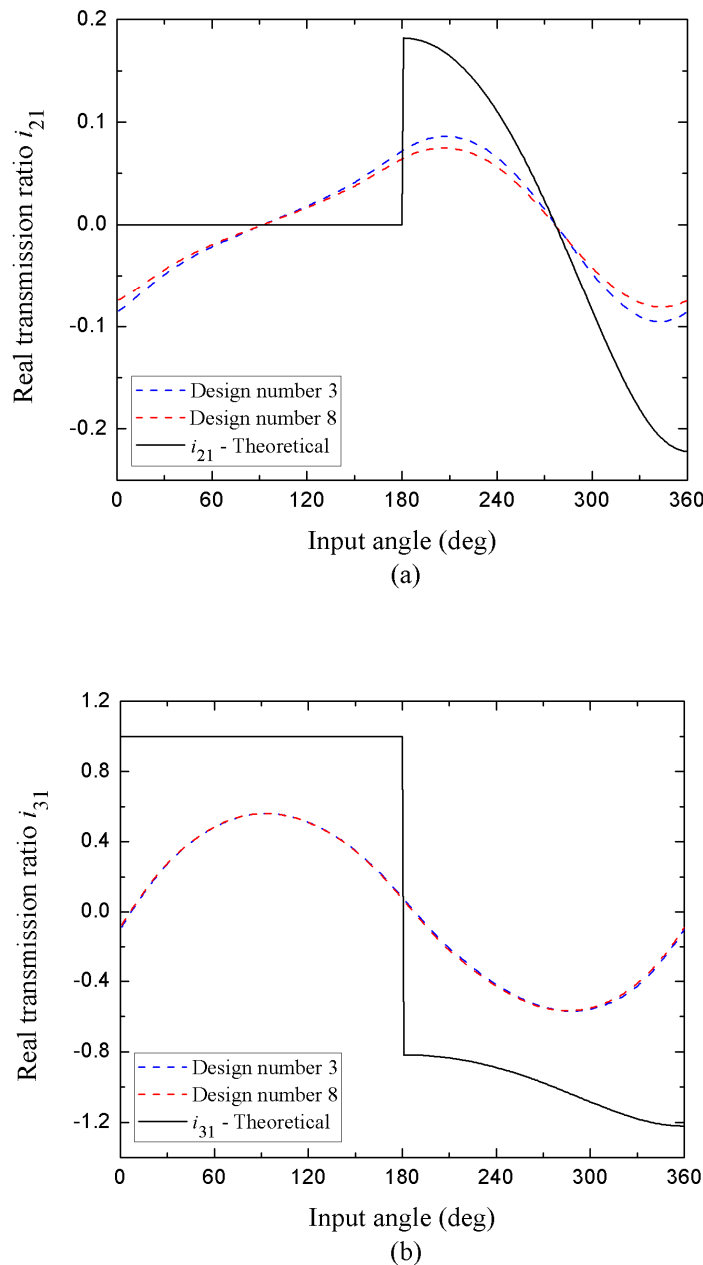 0.2
0.1
0.0
-0.1
-0.2
Real transmission ratio i21
Design number 3
Design number 8
i21 - Theoretical
0 60 120 180 240 300 360
Input angle (deg)
(a)
1.2
0.8
0.4
0.0
-0.4
-0.8
-1.2
Real transmission ratio i31
Design number 3
Design number 8
i31 - Theoretical
0 60 120 180 240 300 360
Input angle (deg)
(b)